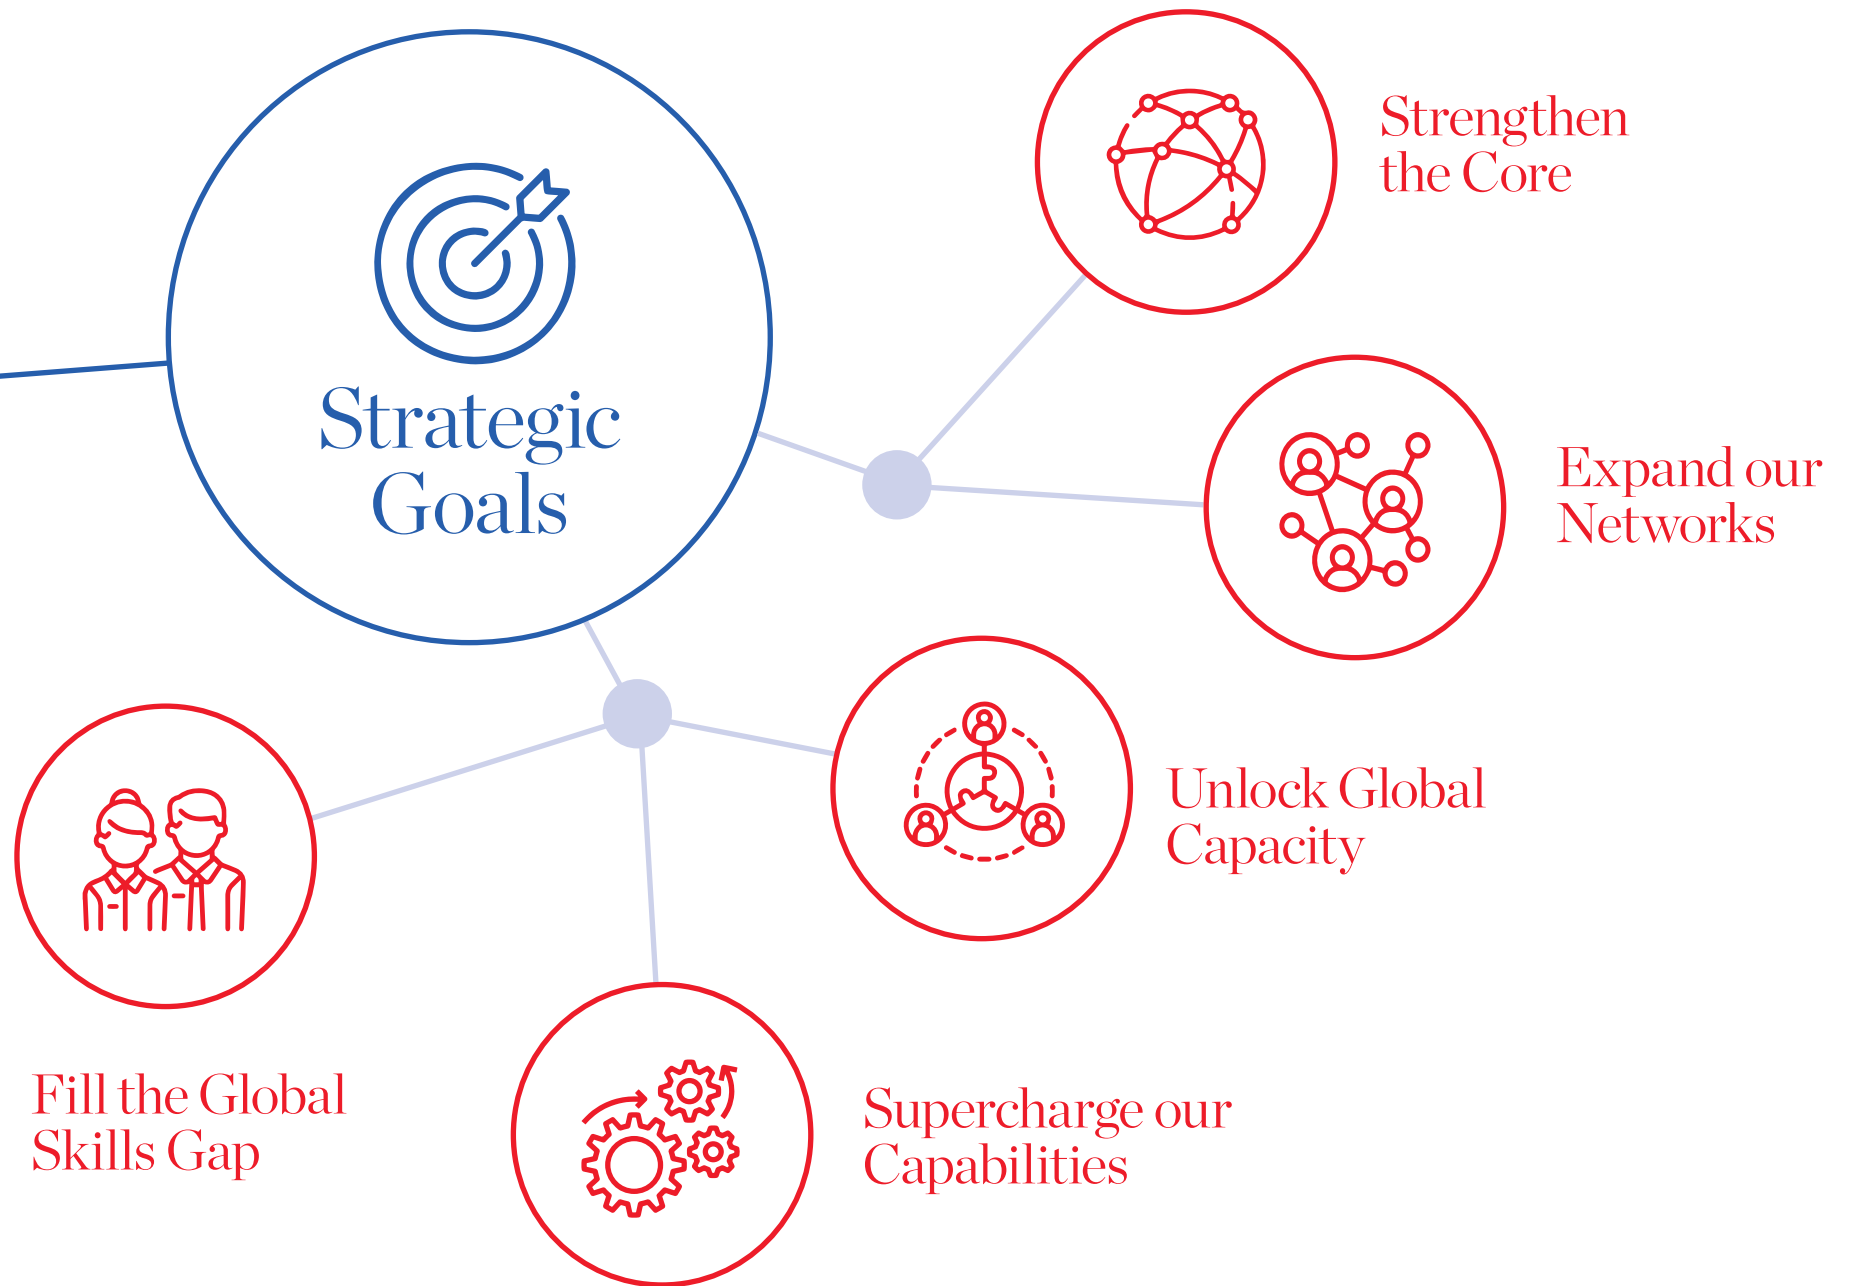 Strategic
Goals
Strengthen
the Core
Expand our
Networks
Unlock Global
Capacity
Supercharge our
Capabilities
Fill the Global
Skills Gap